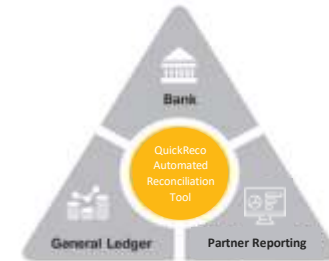 Bank
QuickReco
Automated
Reconciliation
Tool
General Ledger
Partner Reporting